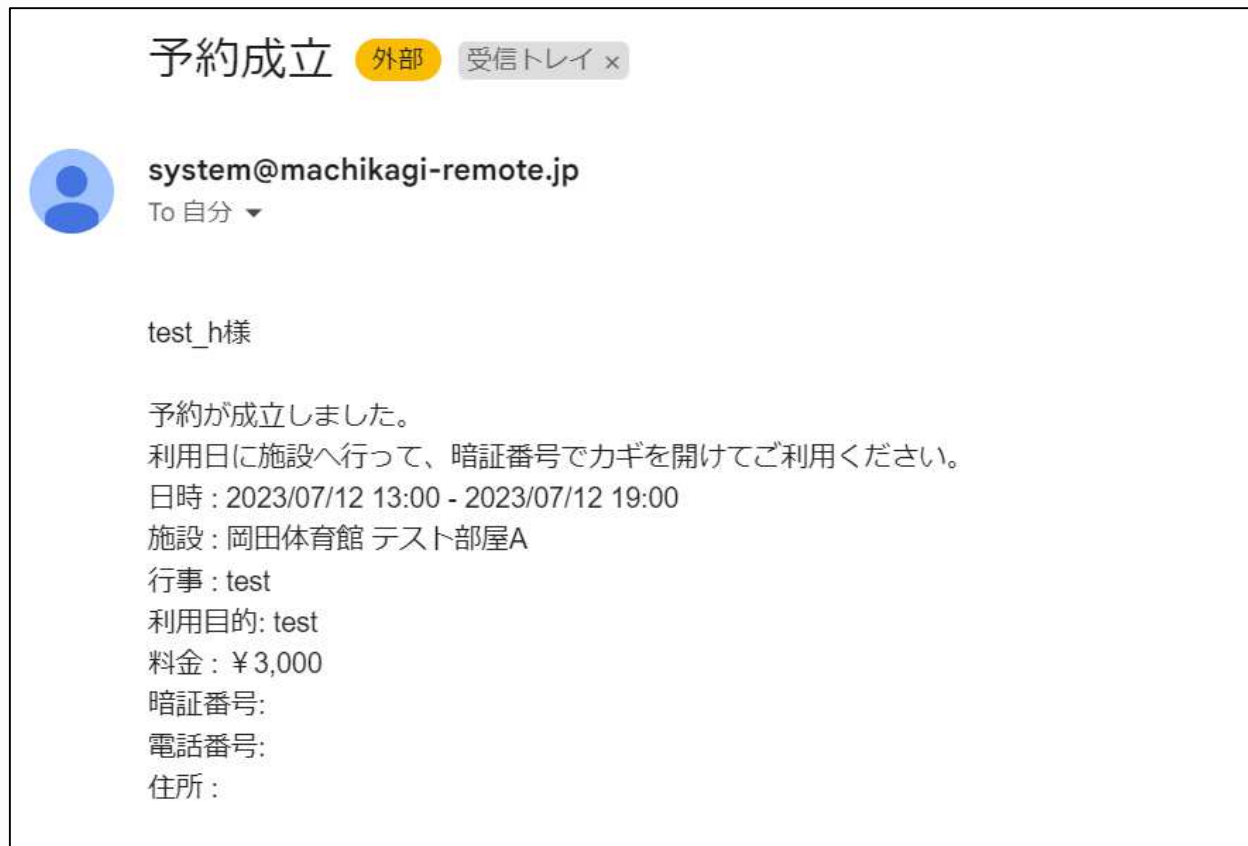 予約成立 外部 受信トレイ ×
system@machikagi-remote.jp
To 自分
test_h様
予約が成立しました。
利用日に施設へ行って、暗証番号でカギを開けてご利用ください。
日時 : 2023/07/12 13:00 - 2023/07/12 19:00
施設 : 岡田体育館 テスト部屋A
行事 : test
利用目的: test
料金 : ¥3,000
暗証番号:
電話番号:
住所 :